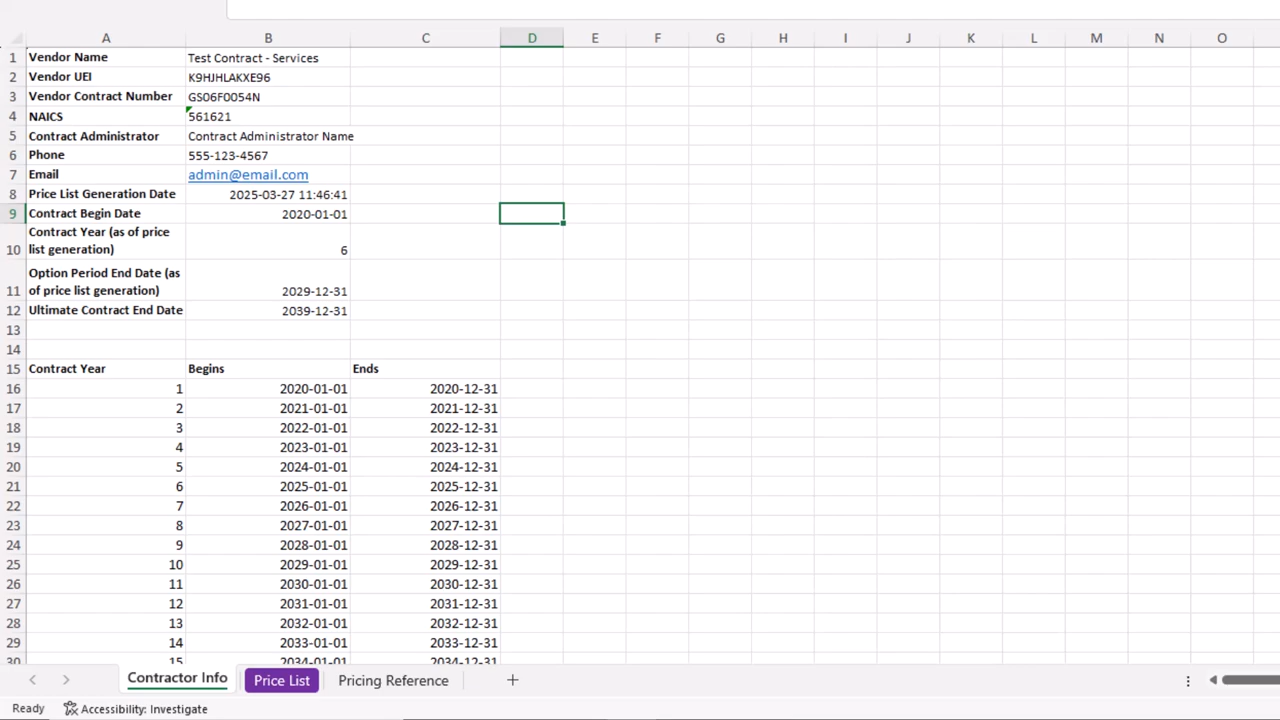 A B C D E F G H I J K L M N O
1 Vendor Name Test Contract - Services
2 Vendor UEI K9HJHLAKXE96
3 Vendor Contract Number GS06F0054N
4 NAICS 561621
5 Contract Administrator Contract Administrator Name
6 Phone 555-123-4567
7 Email admin@email.com
8 Price List Generation Date 2025-03-27 11:46:41
9 Contract Begin Date 2020-01-01
Contract Year (as of price
10 list generation) 6
Option Period End Date (as
11 of price list generation) 2029-12-31
12 Ultimate Contract End Date 2039-12-31
13
14
15 Contract Year Begins Ends
16 1 2020-01-01 2020-12-31
17 2 2021-01-01 2021-12-31
18 3 2022-01-01 2022-12-31
19 4 2023-01-01 2023-12-31
20 5 2024-01-01 2024-12-31
21 6 2025-01-01 2025-12-31
22 7 2026-01-01 2026-12-31
23 8 2027-01-01 2027-12-31
24 9 2028-01-01 2028-12-31
25 10 2029-01-01 2029-12-31
26 11 2030-01-01 2030-12-31
27 12 2031-01-01 2031-12-31
28 13 2032-01-01 2032-12-31
29 14 2033-01-01 2033-12-31
30 15 2034-01-01 2034-12-31
Contractor Info Price List Pricing Reference
Ready Accessibility: Investigate